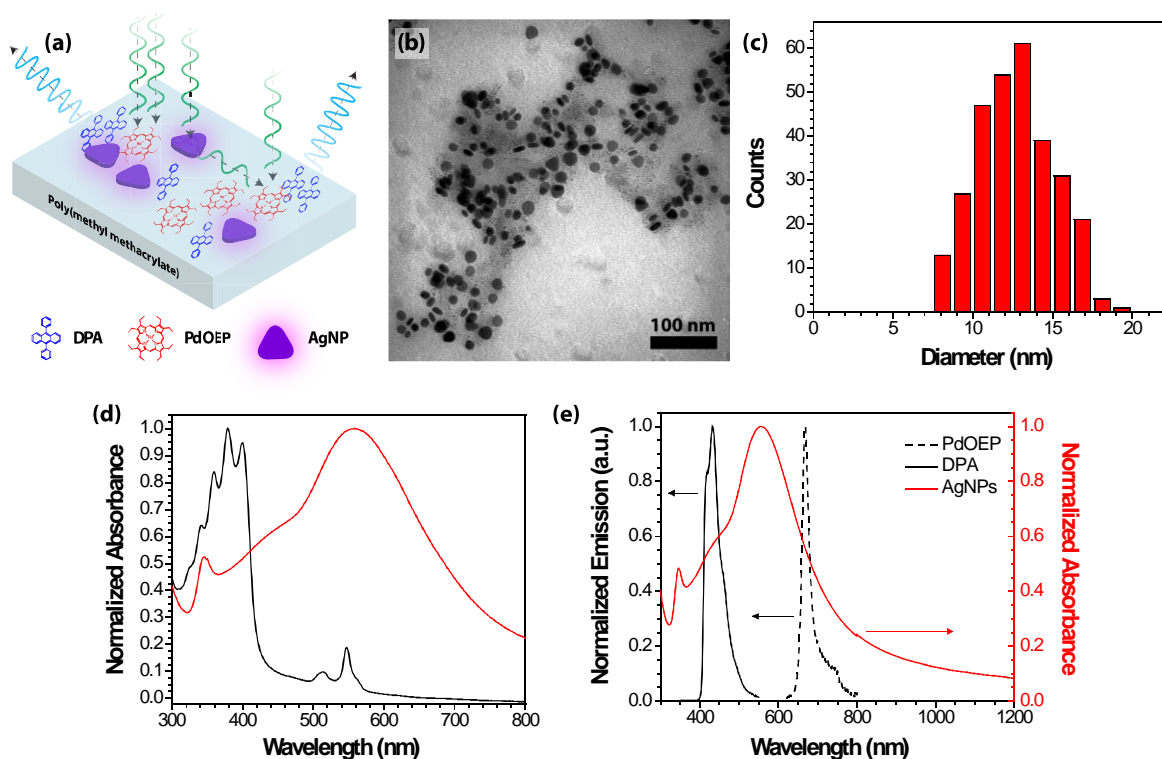 (a)
Poly(methyl methacrylate)
DPA
PdOEP
AgNP
(b)
100 nm
(c)
60
50
40
30
20
10
0
Counts
0
5
10
15
20
Diameter (nm)
(d)
1.0
0.9
0.8
0.7
0.6
0.5
0.4
0.3
0.2
0.1
0.0
Normalized Absorbance
300
400
500
600
700
800
Wavelength (nm)
(e)
1.0
0.8
0.6
0.4
0.2
0.0
Normalized Emission (a.u.)
PdOEP
DPA
AgNPs
1.0
0.8
0.6
0.4
0.2
0.0
Normalized Absorbance
400
600
800
1000
1200
Wavelength (nm)